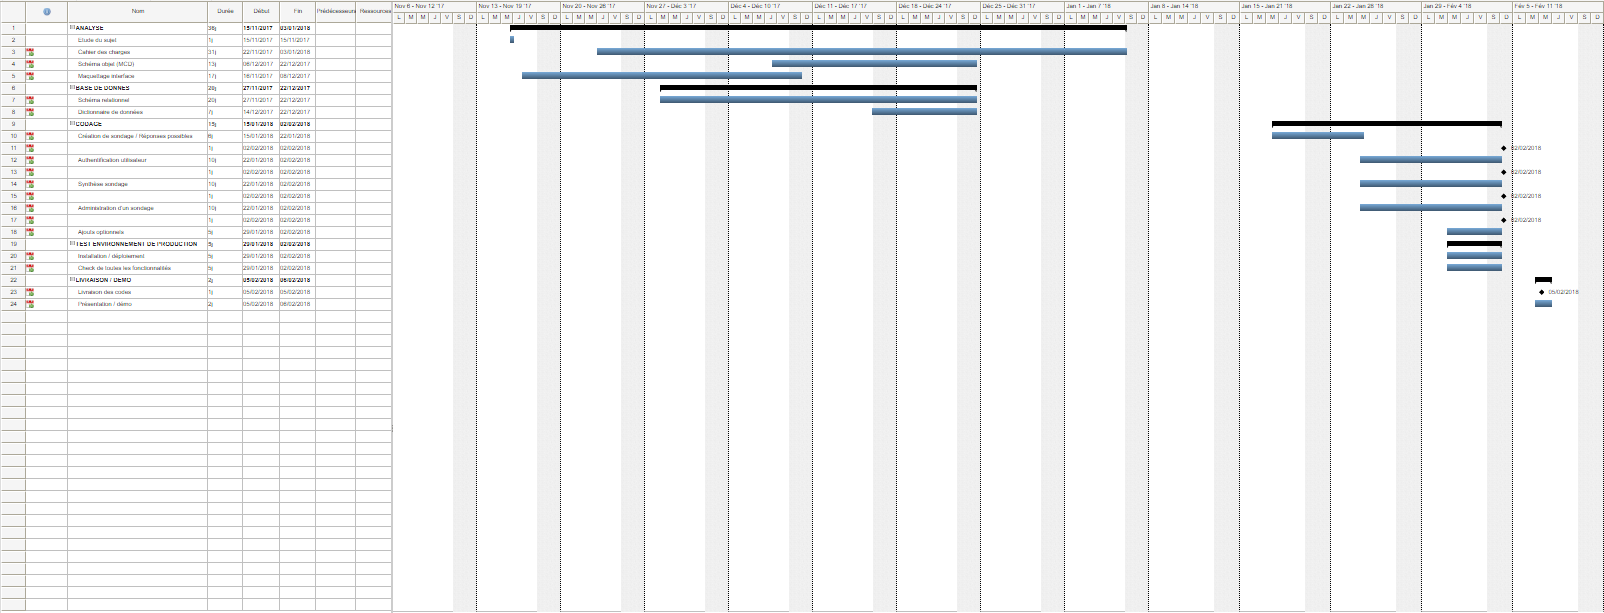 Nom Durée Début Fin Prédécesseurs Ressources
Nov 6 - Nov 12 '17 Nov 13 - Nov 19 '17 Nov 20 - Nov 26 '17 Nov 27 - Déc 3 '17 Déc 4 - Déc 10 '17 Déc 11 - Déc 17 '17 Déc 18 - Déc 24 '17 Déc 25 - Déc 31 '17 Jan 1 - Jan 7 '18 Jan 8 - Jan 14 '18 Jan 15 - Jan 21 '18 Jan 22 - Jan 28 '18 Jan 29 - Fév 4 '18 Fév 5 - Fév 11 '18
L M M J V S D L M M J V S D L M M J V S D L M M J V S D L M M J V S D L M M J V S D L M M J V S D L M M J V S D L M M J V S D L M M J V S D L M M J V S D L M M J V S D L M M J V S D L M M J V S D
1 ANALYSE 36j 15/11/2017 03/01/2018
2 Etude du sujet 1j 15/11/2017 15/11/2017
3 Cahier des charges 31j 22/11/2017 03/01/2018
4 Schéma objet (MCD) 13j 06/12/2017 22/12/2017
5 Maquettage interface 17j 16/11/2017 08/12/2017
6 BASE DE DONNES 20j 27/11/2017 22/12/2017
7 Schéma relationnel 20j 27/11/2017 22/12/2017
8 Dictionnaire de données 7j 14/12/2017 22/12/2017
9 CODAGE 15j 15/01/2018 02/02/2018
10 Création de sondage / Réponses possibles 6j 15/01/2018 22/01/2018
11 1j 02/02/2018 02/02/2018 02/02/2018
12 Authentification utilisateur 10j 22/01/2018 02/02/2018
13 1j 02/02/2018 02/02/2018 02/02/2018
14 Synthèse sondage 10j 22/01/2018 02/02/2018
15 1j 02/02/2018 02/02/2018 02/02/2018
16 Administration d'un sondage 10j 22/01/2018 02/02/2018
17 1j 02/02/2018 02/02/2018 02/02/2018
18 Ajouts optionnels 5j 29/01/2018 02/02/2018
19 TEST ENVIRONNEMENT DE PRODUCTION 5j 29/01/2018 02/02/2018
20 Installation / déploiement 5j 29/01/2018 02/02/2018
21 Check de toutes les fonctionnalités 5j 29/01/2018 02/02/2018
22 LIVRAISON / DEMO 2j 05/02/2018 06/02/2018
23 Livraison des codes 1j 05/02/2018 05/02/2018 05/02/2018
24 Présentation / démo 2j 05/02/2018 06/02/2018